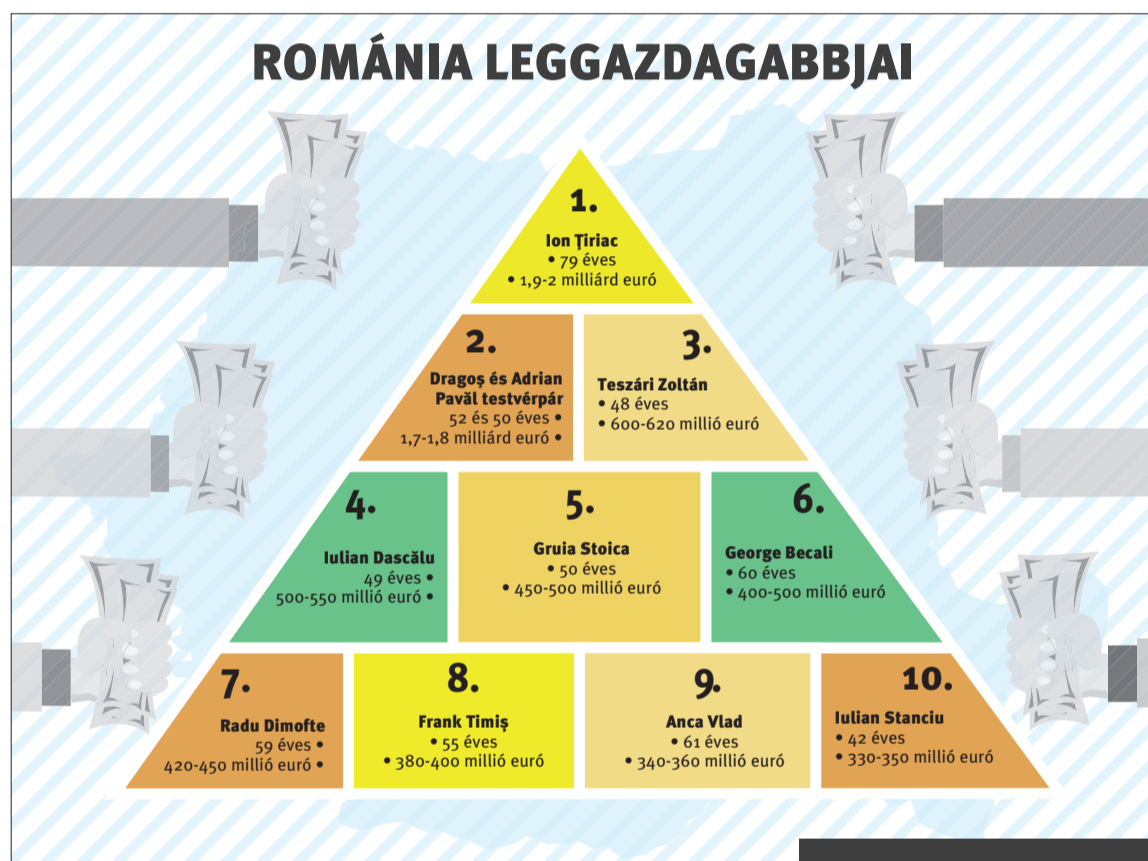 ROMÁNIA LEGGAZDAGABBJAI
1.
Ion Ţiriac
• 79 éves
• 1,9-2 milliárd euró
2.
Dragoş és Adrian
Pavăl testvérpár
52 és 50 éves •
1,7-1,8 milliárd euró •
3.
Teszári Zoltán
• 48 éves
• 600-620 millió euró
4.
Iulian Dascălu
49 éves •
500-550 millió euró •
5.
Gruia Stoica
• 50 éves
• 450-500 millió euró
6.
George Becali
• 60 éves
• 400-500 millió euró
7.
Radu Dimofte
59 éves •
420-450 millió euró •
8.
Frank Timiş
• 55 éves
• 380-400 millió euró
9.
Anca Vlad
• 61 éves
• 340-360 millió euró
10.
Iulian Stanciu
• 42 éves
• 330-350 millió euró